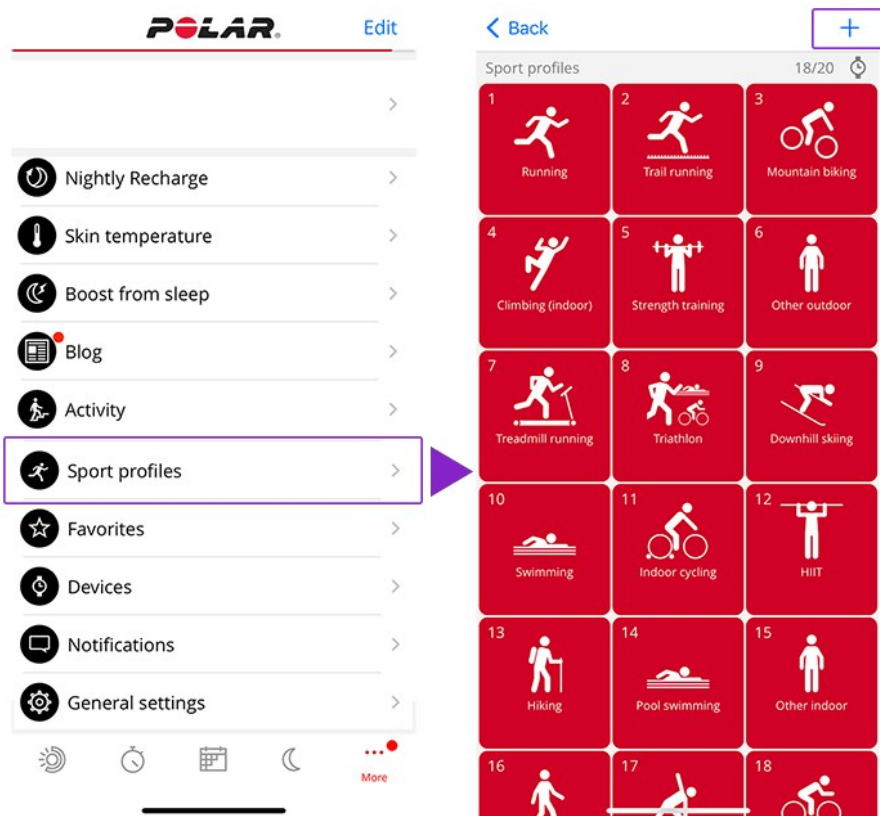 POLAR
Edit
Nightly Recharge
Skin temperature
Boost from sleep
Blog
Activity
Sport profiles
Favorites
Devices
Notifications
General settings
More
Back
+
Sport profiles 18/20
1
Running
2
Trail running
3
Mountain biking
4
Climbing (indoor)
5
Strength training
6
Other outdoor
7
Treadmill running
8
Triathlon
9
Downhill skiing
10
Swimming
11
Indoor cycling
12
HIIT
13
Hiking
14
Pool swimming
15
Other indoor
16
17
18